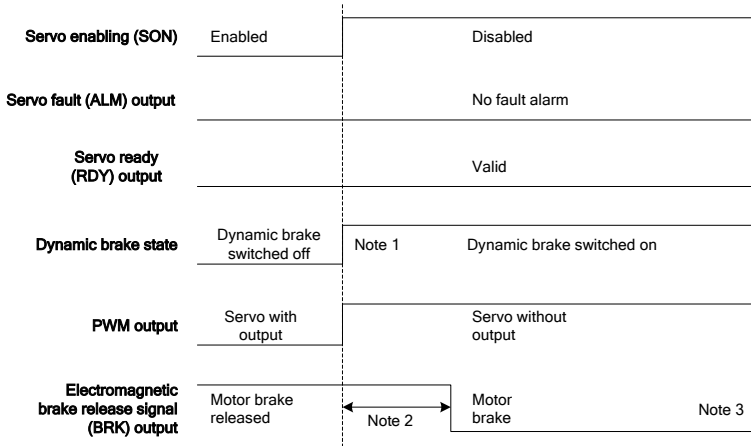 Servo enabling (SON)
Enabled
Disabled
Servo fault (ALM) output
No fault alarm
Servo ready
(RDY) output
Valid
Dynamic brake state
Dynamic brake
switched off
Note 1
Dynamic brake switched on
PWM output
Servo with
output
Servo without
output
Electromagnetic
brake release signal
(BRK) output
Motor brake
released
Note 2
Motor
brake
Note 3